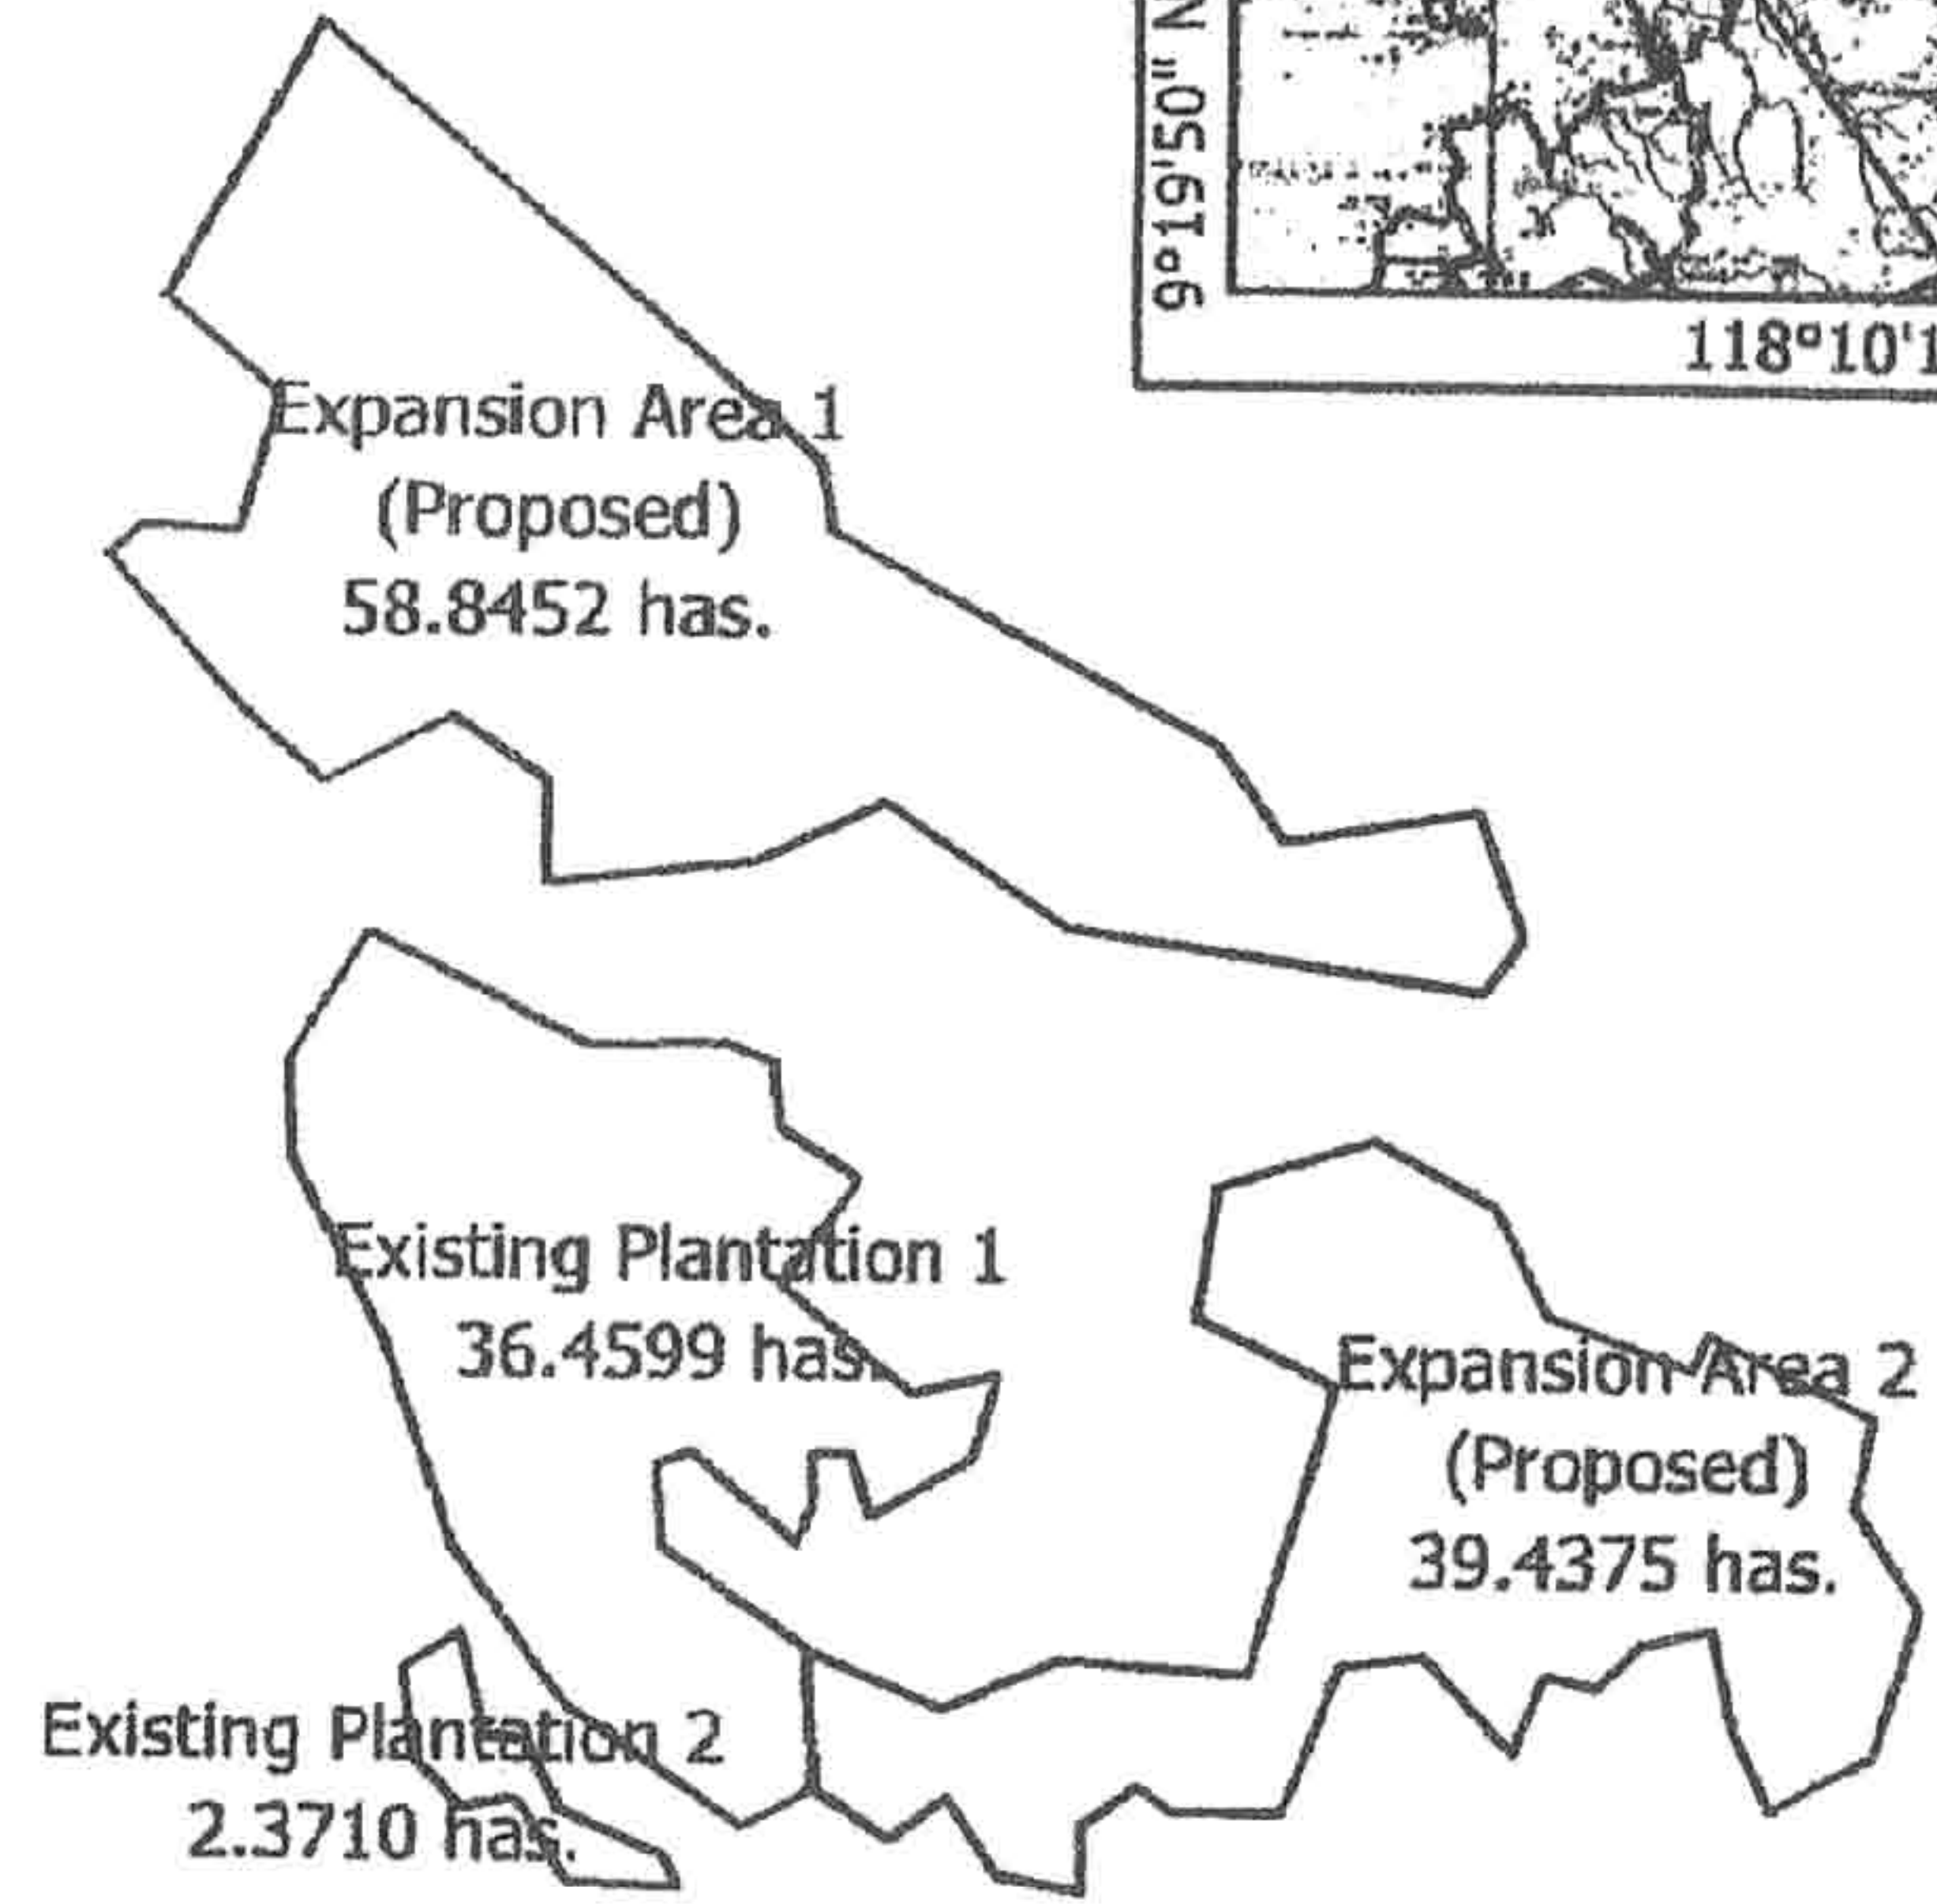 9°19'50" N
118°10'1
Expansion Area 1
(Proposed)
58.8452 has.
Existing Plantation 1
36.4599 has.
Expansion Area 2
(Proposed)
39.4375 has.
Existing Plantation 2
2.3710 has.